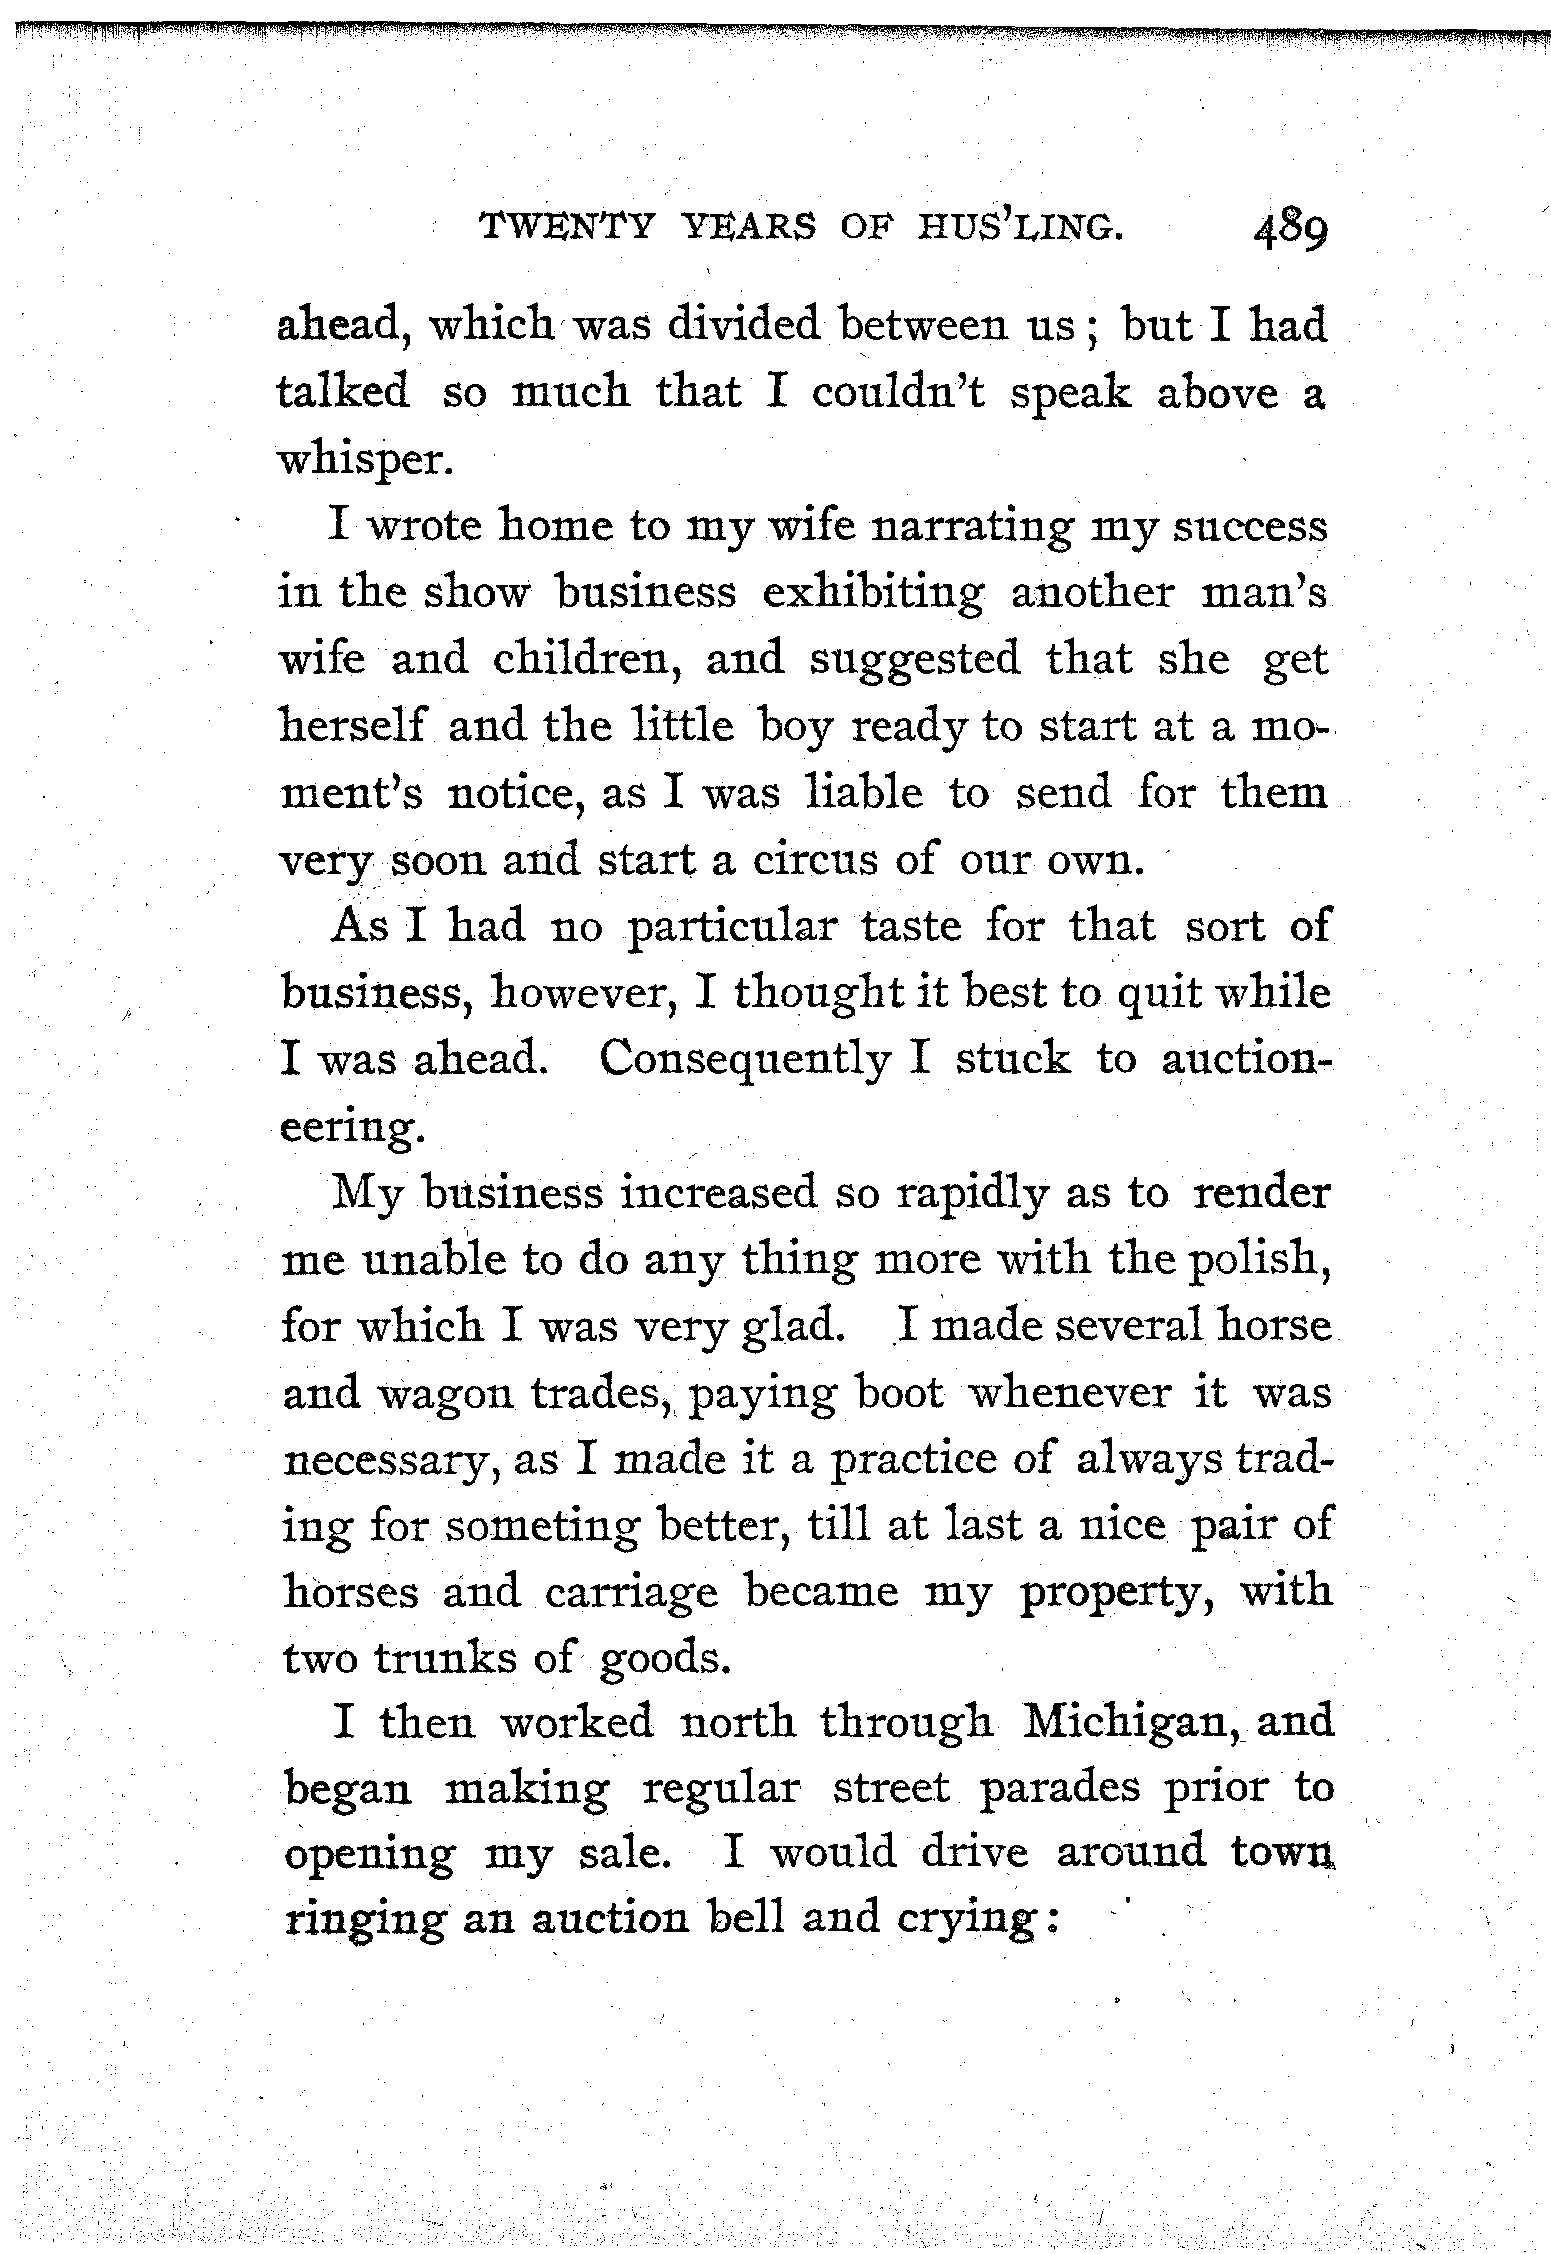 TWENTY YEARS OF HUS'LING. 489
ahead, which was divided between us; but I had
talked so much that I couldn't speak above a
whisper.
I wrote home to my wife narrating my success
in the show business exhibiting another man's
wife and children, and suggested that she get
herself and the little boy ready to start at a mo-
ment's notice, as I was liable to send for them
very soon and start a circus of our own.
As I had no particular taste for that sort of
business, however, I thought it best to quit while
I was ahead. Consequently I stuck to auction-
eering.
My business increased so rapidly as to render
me unable to do any thing more with the polish,
for which I was very glad. I made several horse
and wagon trades, paying boot whenever it was
necessary, as I made it a practice of always trad-
ing for someting better, till at last a nice pair of
horses and carriage became my property, with
two trunks of goods.
I then worked north through Michigan, and
began making regular street parades prior to
opening my sale. I would drive around town
ringing an auction bell and crying: